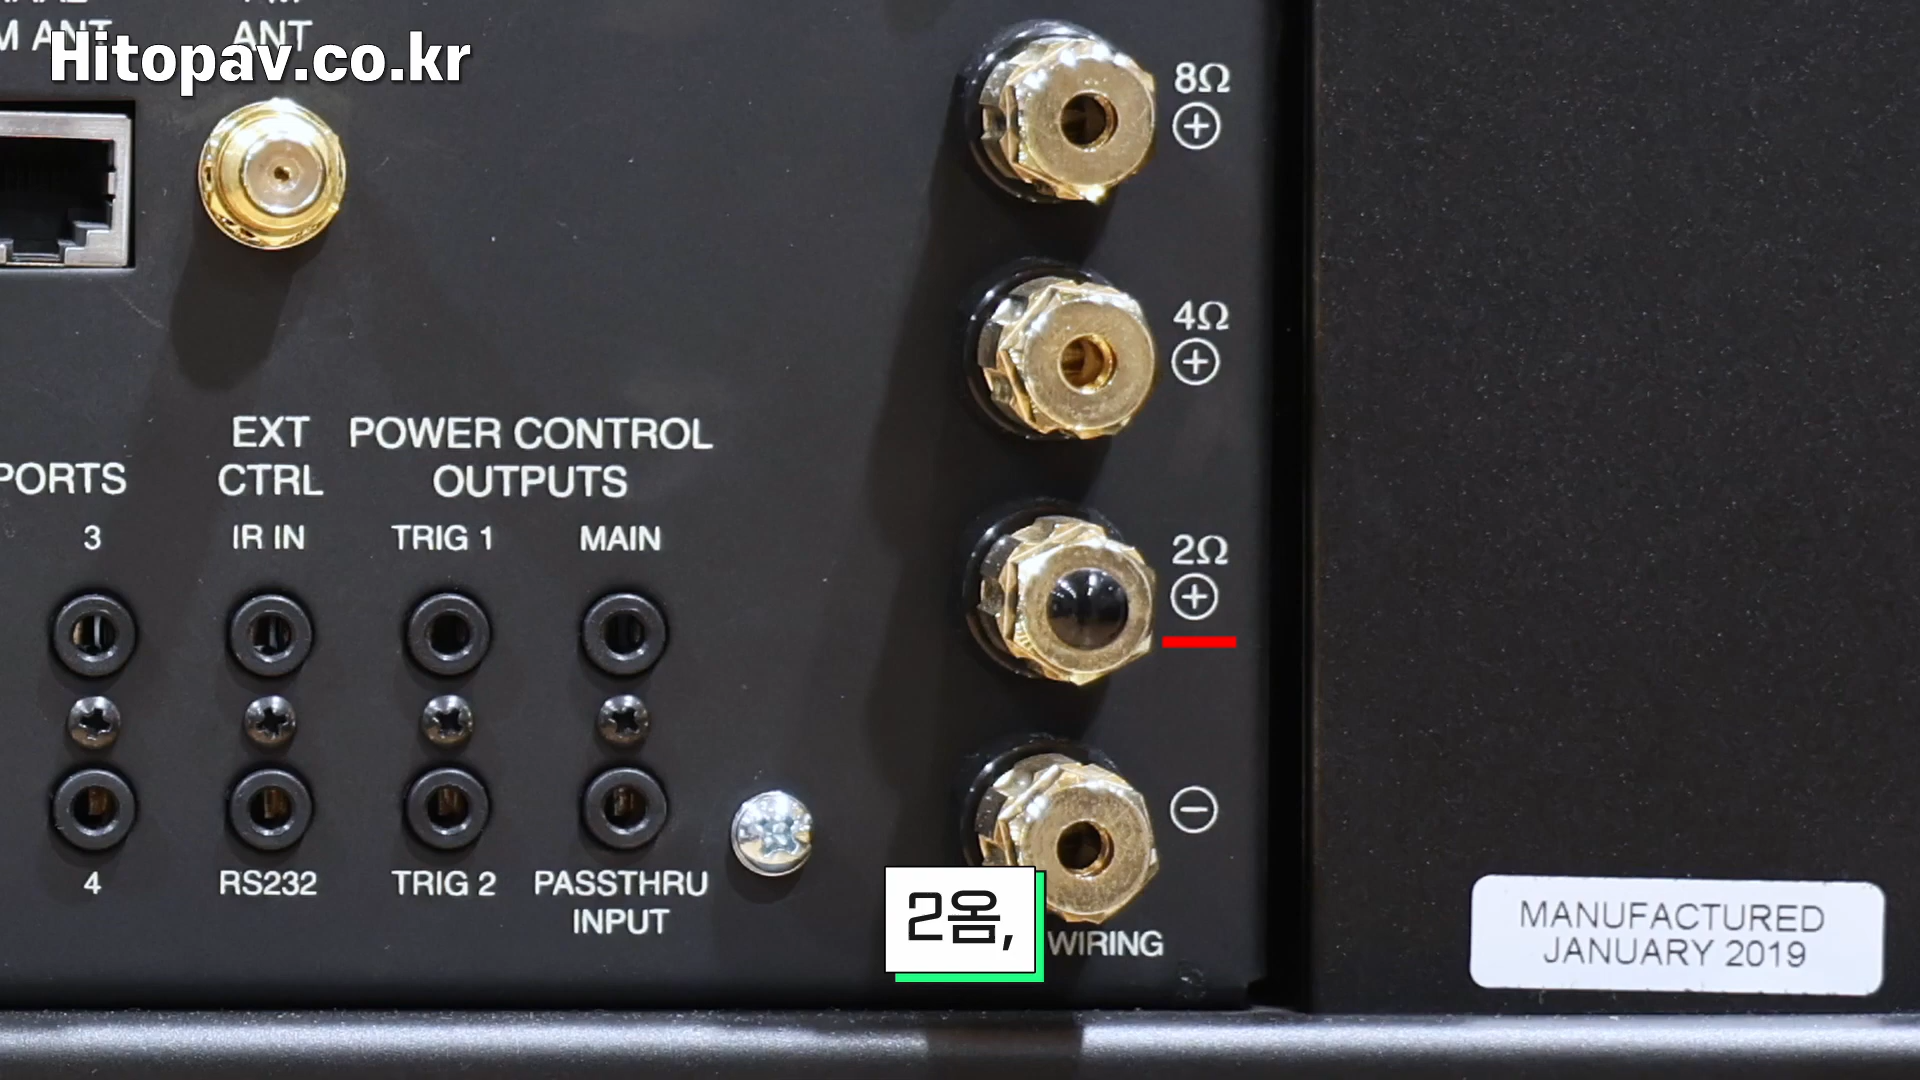 M ANT
ANT
Hitopav.co.kr
8Ω
4Ω
2Ω
EXT
CTRL
POWER CONTROL
OUTPUTS
PORTS
3
IR IN
TRIG 1
MAIN
4
RS232
TRIG 2
PASSTHRU
INPUT
2옴,
WIRING
MANUFACTURED
JANUARY 2019